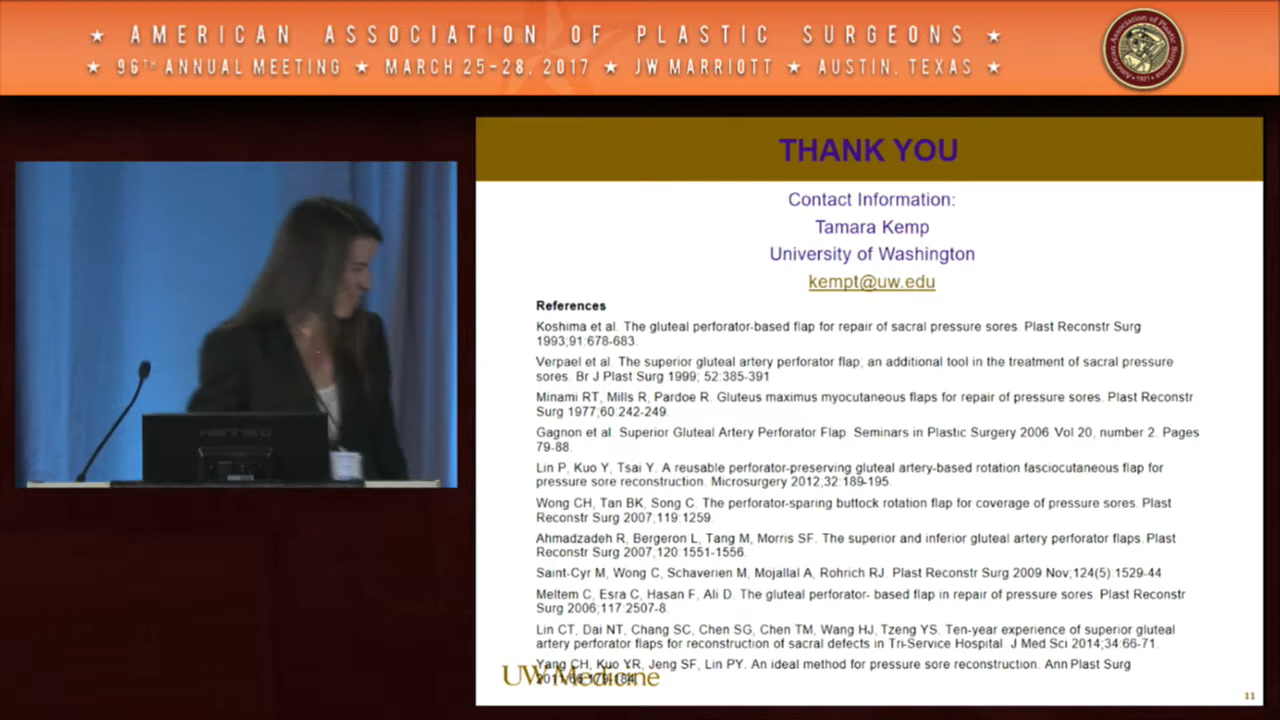 ★ AMERICAN ASSOCIATION OF PLASTIC SURGEONS ★
★ 96TH ANNUAL MEETING ★ MARCH 25-28, 2017 ★ JW MARRIOTT ★ AUSTIN, TEXAS ★
THANK YOU
Contact Information:
Tamara Kemp
University of Washington
kempt@uw.edu
References
Koshima et al. The gluteal perforator-based flap for repair of sacral pressure sores. Plast Reconstr Surg
1993;91:678-683.
Verpael et al. The superior gluteal artery perforator flap; an additional tool in the treatment of sacral pressure
sores. Br J Plast Surg 1999; 52:385-391
Minami RT, Mills R, Pardoe R. Gluteus maximus myocutaneous flaps for repair of pressure sores. Plast Reconstr
Surg 1977;60:242-249.
Gagnon et al. Superior Gluteal Artery Perforator Flap. Seminars in Plastic Surgery 2006. Vol 20, number 2. Pages
79-88.
Lin P, Kuo Y, Tsai Y. A reusable perforator-preserving gluteal artery-based rotation fasciocutaneous flap for
pressure sore reconstruction. Microsurgery 2012;32:189-195.
Wong CH, Tan BK, Song C. The perforator-sparing buttock rotation flap for coverage of pressure sores. Plast
Reconstr Surg 2007;119:1259.
Ahmadzadeh R, Bergeron L, Tang M, Morris SF. The superior and inferior gluteal artery perforator flaps. Plast
Reconstr Surg 2007;120:1551-1556.
Saint-Cyr M, Wong C, Schaverien M, Mojallal A, Rohrich RJ. Plast Reconstr Surg 2009 Nov;124(5):1529-44
Meltem C, Esra C, Hasan F, Ali D. The gluteal perforator- based flap in repair of pressure sores. Plast Reconstr
Surg 2006;117:2507-8.
Lin CT, Dai NT, Chang SC, Chen SG, Chen TM, Wang HJ, Tzeng YS. Ten-year experience of superior gluteal
artery perforator flaps for reconstruction of sacral defects in Tri-Service Hospital. J Med Sci 2014;34:66-71.
Yang CH, Kuo YR, Jeng SF, Lin PY. An ideal method for pressure sore reconstruction. Ann Plast Surg
UW Medicine
11